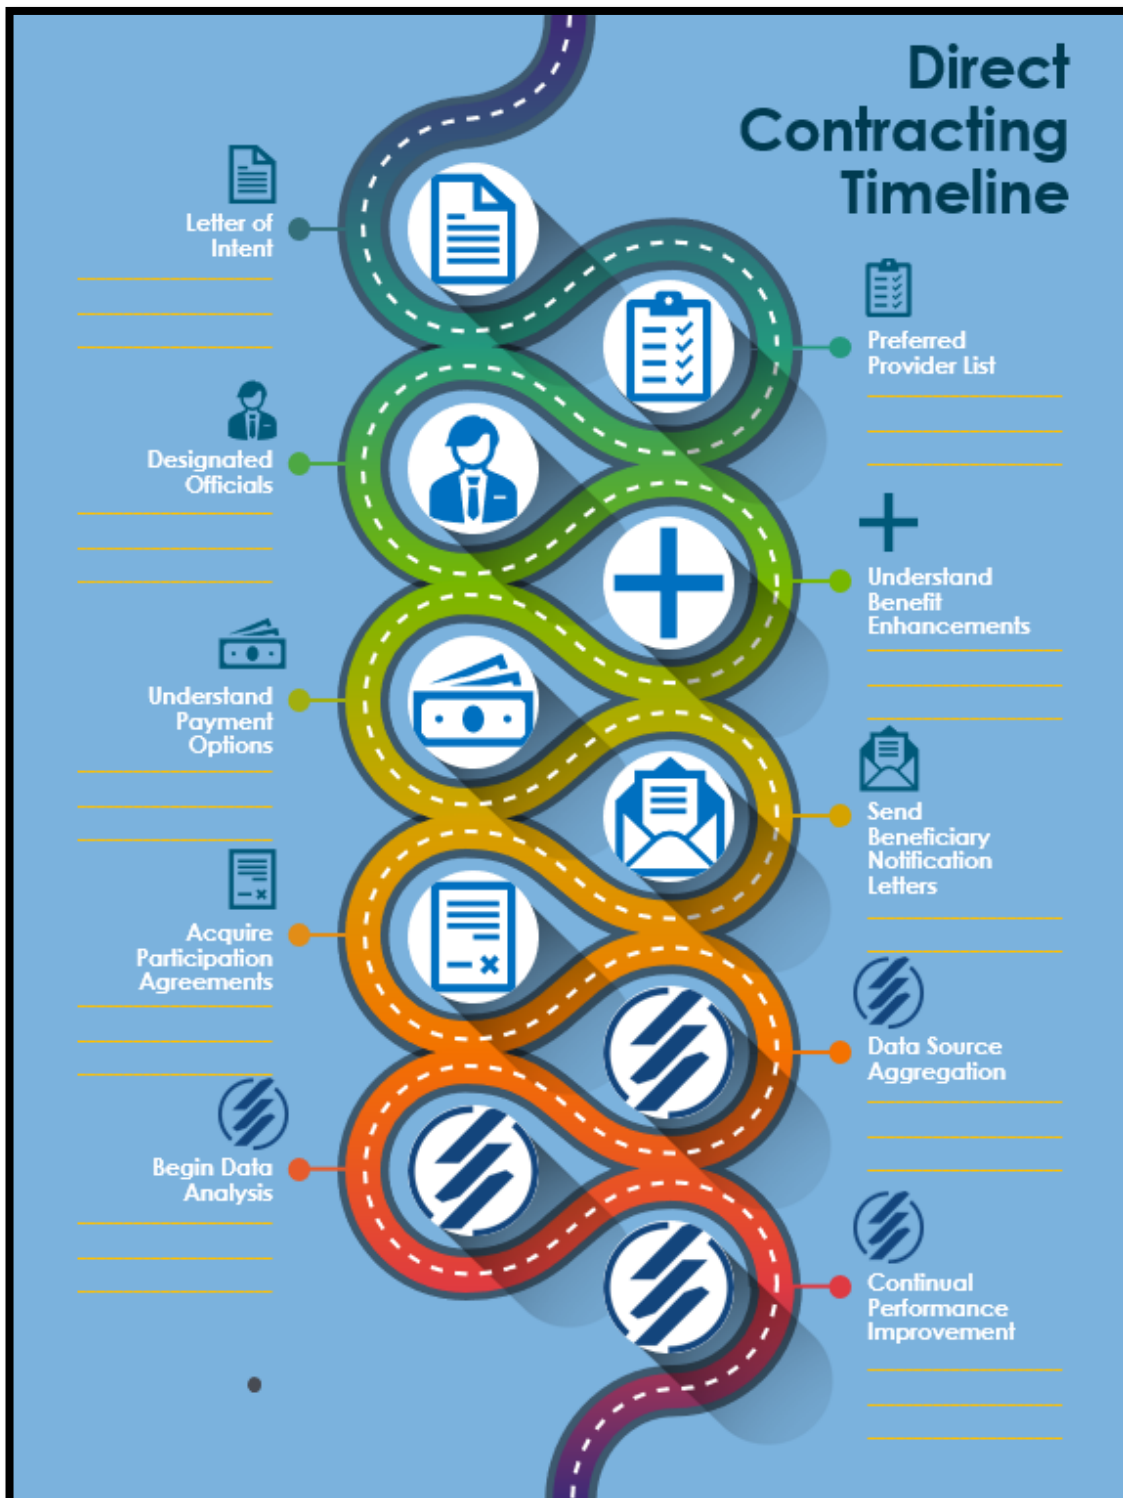 Direct
Contracting
Timeline
Letter of
Intent
Preferred
Provider List
Designated
Officials
Understand
Benefit
Enhancements
Understand
Payment
Options
Send
Beneficiary
Notification
Letters
Acquire
Participation
Agreements
Data Source
Aggregation
Begin Data
Analysis
Continual
Performance
Improvement